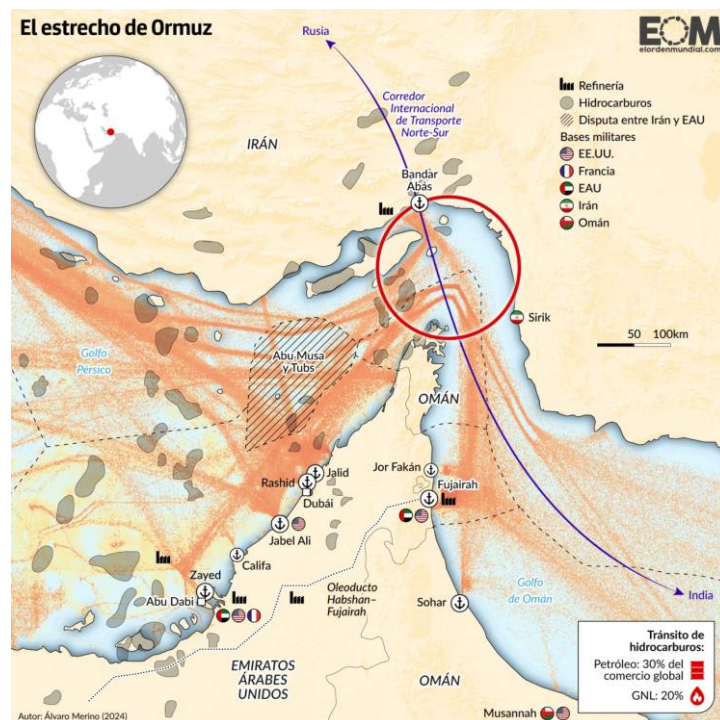 El estrecho de Ormuz
EOM
elordenmundial.com
Rusia
Corredor
Internacional
de Transporte
Norte-Sur
IRÁN
Bandar
Abás
Refinería
Hidrocarburos
Disputa entre Irán y EAU
Bases militares
EE.UU.
Francia
EAU
Irán
Omán
Sirik
50 100km
Golfo
Pérsico
Abu Musa
y Tubs
OMÁN
Jor Fakán
Fujairah
Jalid
Rashid
Dubái
Jabel Ali
Califa
Zayed
Abu Dabi
Oleoducto
Habshan-
Fujairah
Sohar
Golfo
de Omán
India
EMIRATOS
ÁRABES
UNIDOS
OMÁN
Musannah
Tránsito de
hidrocarburos:
Petróleo: 30% del
comercio global
GNL: 20%
Autor: Álvaro Merino (2024)